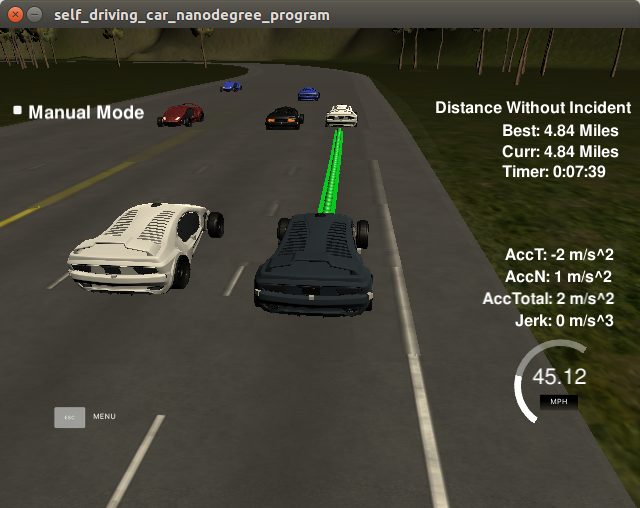 self_driving_car_nanodegree_program
Manual Mode
Distance Without Incident
Best: 4.84 Miles
Curr: 4.84 Miles
Timer: 0:07:39
AccT: -2 m/s^2
AccN: 1 m/s^2
AccTotal: 2 m/s^2
Jerk: 0 m/s^3
45.12
MPH
ESC MENU